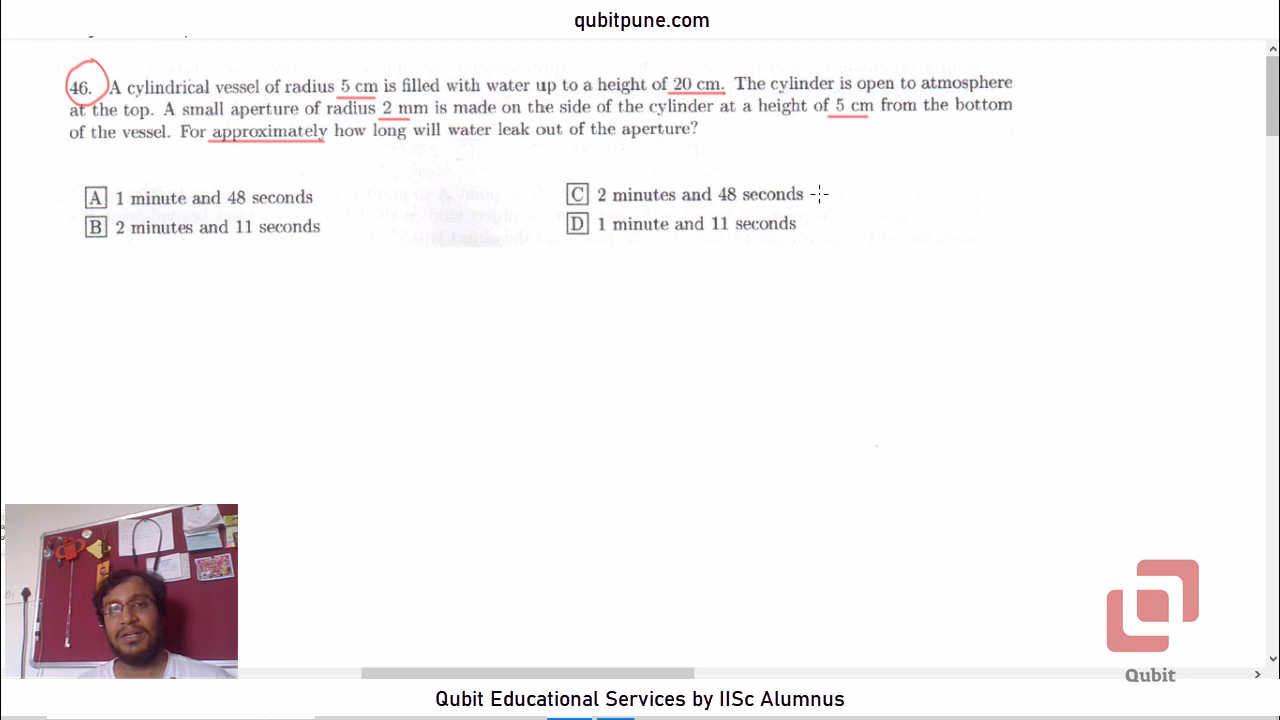 qubitpune.com
46. A cylindrical vessel of radius 5 cm is filled with water up to a height of 20 cm. The cylinder is open to atmosphere
at the top. A small aperture of radius 2 mm is made on the side of the cylinder at a height of 5 cm from the bottom
of the vessel. For approximately how long will water leak out of the aperture?
A 1 minute and 48 seconds
B 2 minutes and 11 seconds
C 2 minutes and 48 seconds
D 1 minute and 11 seconds
Qubit
Qubit Educational Services by IISc Alumnus